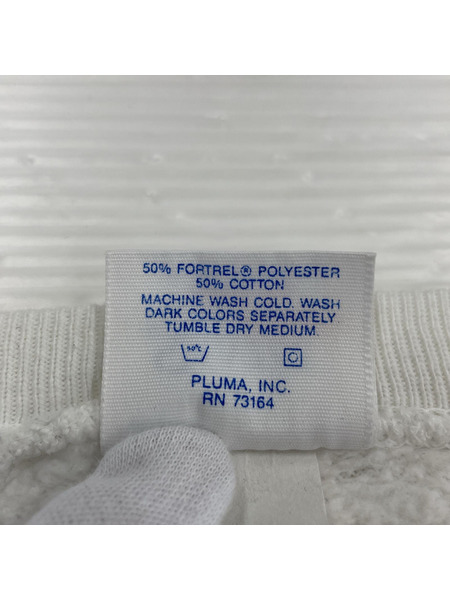 50% FORTREL® POLYESTER
50% COTTON
MACHINE WASH COLD. WASH
DARK COLORS SEPARATELY
TUMBLE DRY MEDIUM
50°C
PLUMA, INC.
RN 73164